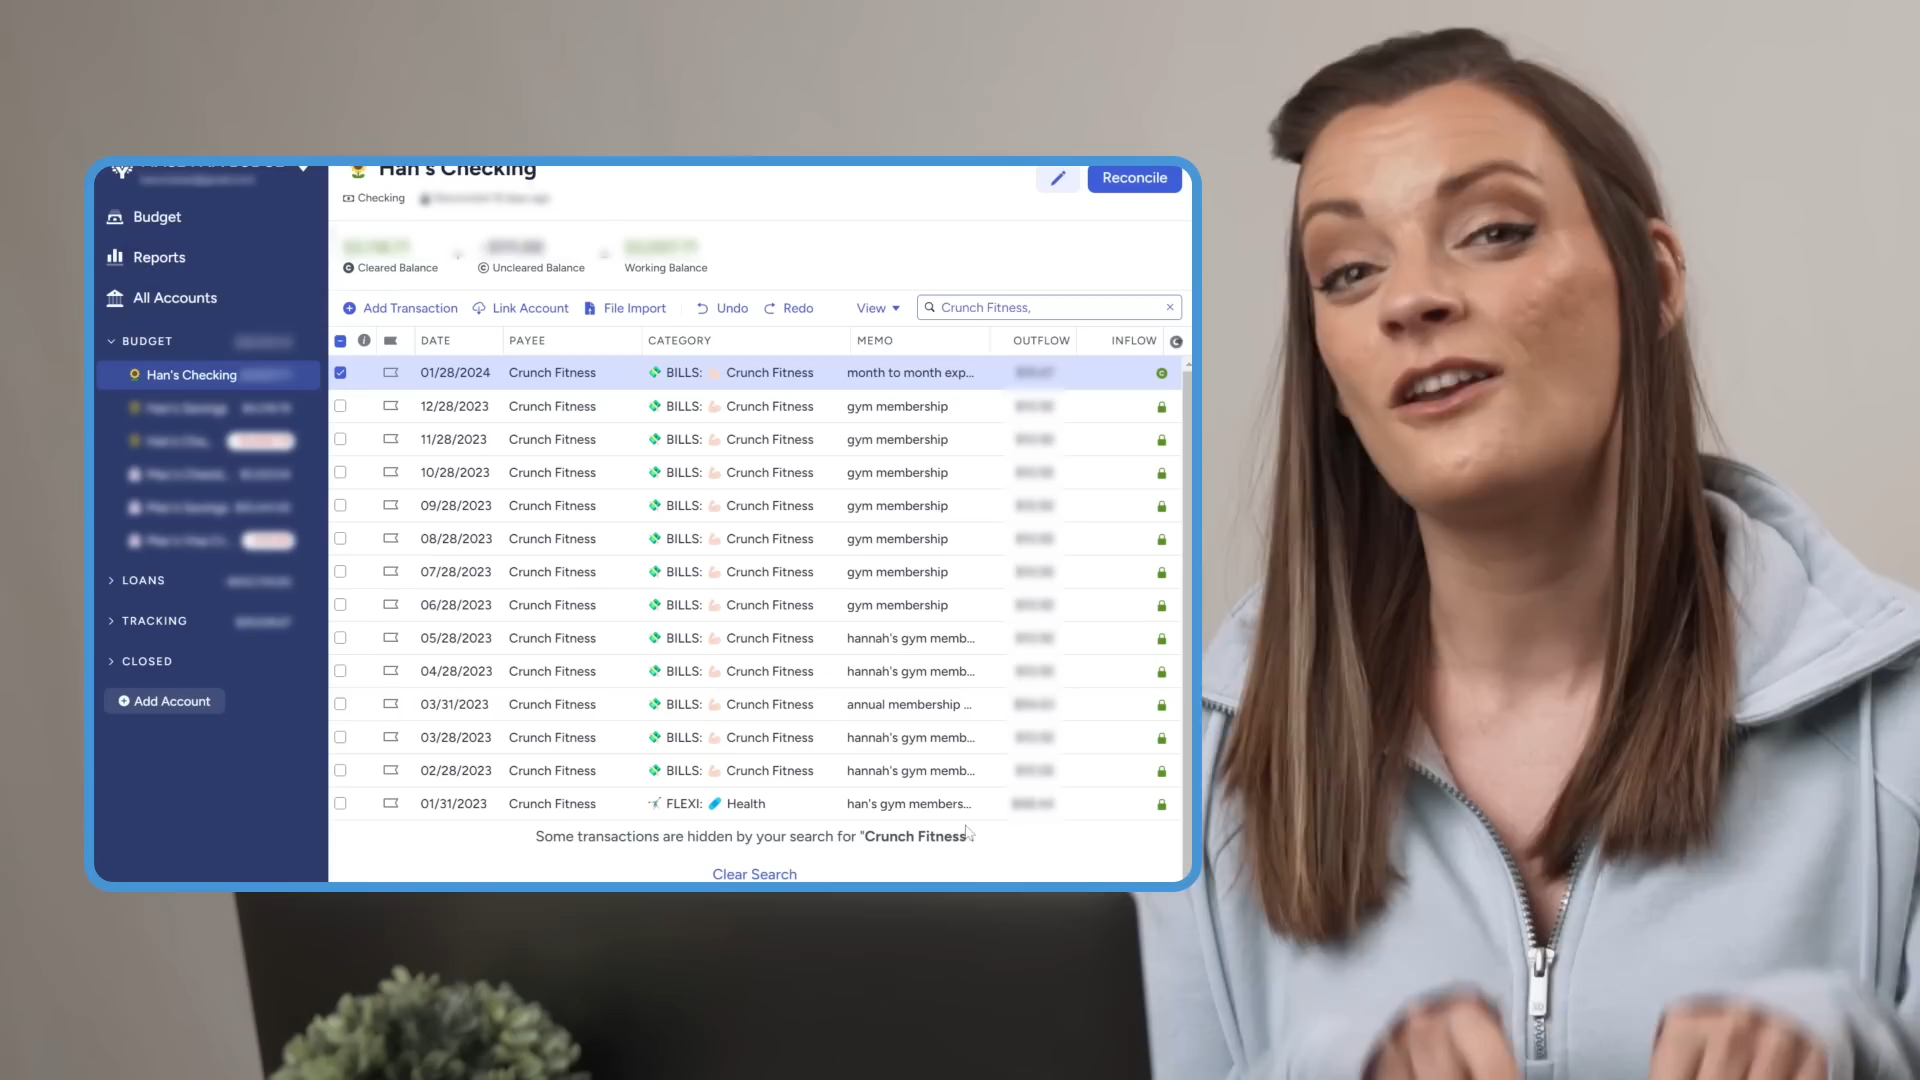 Han's Checking
Reconcile
Checking
Budget
Reports
All Accounts
BUDGET
Han's Checking
LOANS
TRACKING
CLOSED
Add Account
Cleared Balance
Uncleared Balance
Working Balance
Add Transaction Link Account File Import Undo Redo View Crunch Fitness,
DATE PAYEE CATEGORY MEMO OUTFLOW INFLOW
01/28/2024 Crunch Fitness BILLS: Crunch Fitness month to month exp...
12/28/2023 Crunch Fitness BILLS: Crunch Fitness gym membership
11/28/2023 Crunch Fitness BILLS: Crunch Fitness gym membership
10/28/2023 Crunch Fitness BILLS: Crunch Fitness gym membership
09/28/2023 Crunch Fitness BILLS: Crunch Fitness gym membership
08/28/2023 Crunch Fitness BILLS: Crunch Fitness gym membership
07/28/2023 Crunch Fitness BILLS: Crunch Fitness gym membership
06/28/2023 Crunch Fitness BILLS: Crunch Fitness gym membership
05/28/2023 Crunch Fitness BILLS: Crunch Fitness hannah's gym memb...
04/28/2023 Crunch Fitness BILLS: Crunch Fitness hannah's gym memb...
03/31/2023 Crunch Fitness BILLS: Crunch Fitness annual membership ...
03/28/2023 Crunch Fitness BILLS: Crunch Fitness hannah's gym memb...
02/28/2023 Crunch Fitness BILLS: Crunch Fitness hannah's gym memb...
01/31/2023 Crunch Fitness FLEXI: Health han's gym members...
Some transactions are hidden by your search for "Crunch Fitness
Clear Search